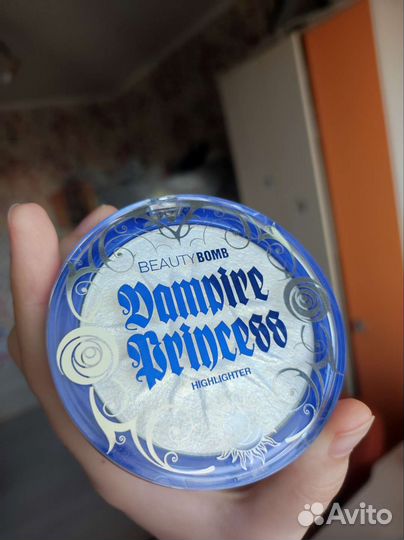 BEAUTY BOMB
Vampire
Princess
HIGHLIGHTER
Avito